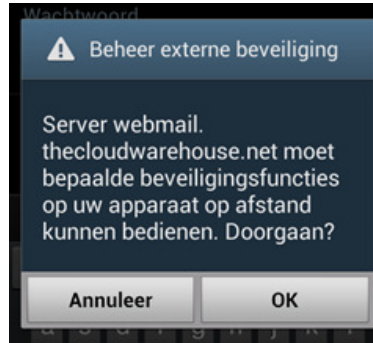 Wachtwoord
Beheer externe beveiliging
Server webmail.
thecloudwarehouse.net moet
bepaalde beveiligingsfuncties
op uw apparaat op afstand
kunnen bedienen. Doorgaan?
Annuleer OK